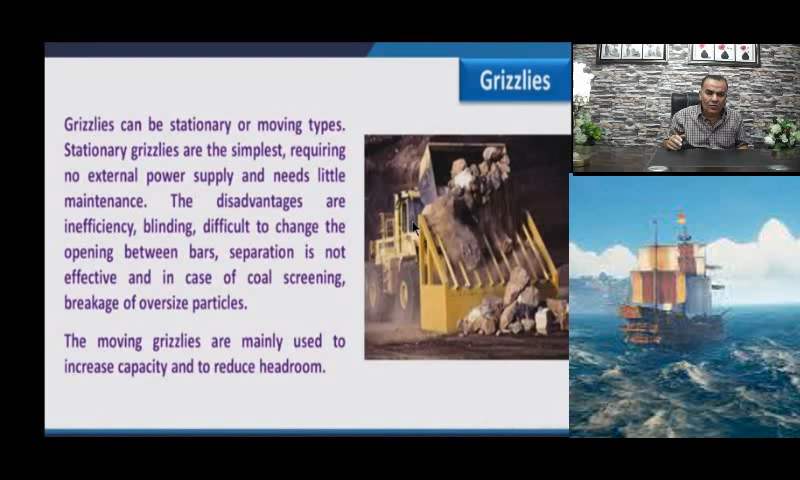 Grizzlies
Grizzlies can be stationary or moving types.
Stationary grizzlies are the simplest, requiring
no external power supply and needs little
maintenance. The disadvantages are
inefficiency, blinding, difficult to change the
opening between bars, separation is not
effective and in case of coal screening,
breakage of oversize particles.
The moving grizzlies are mainly used to
increase capacity and to reduce headroom.